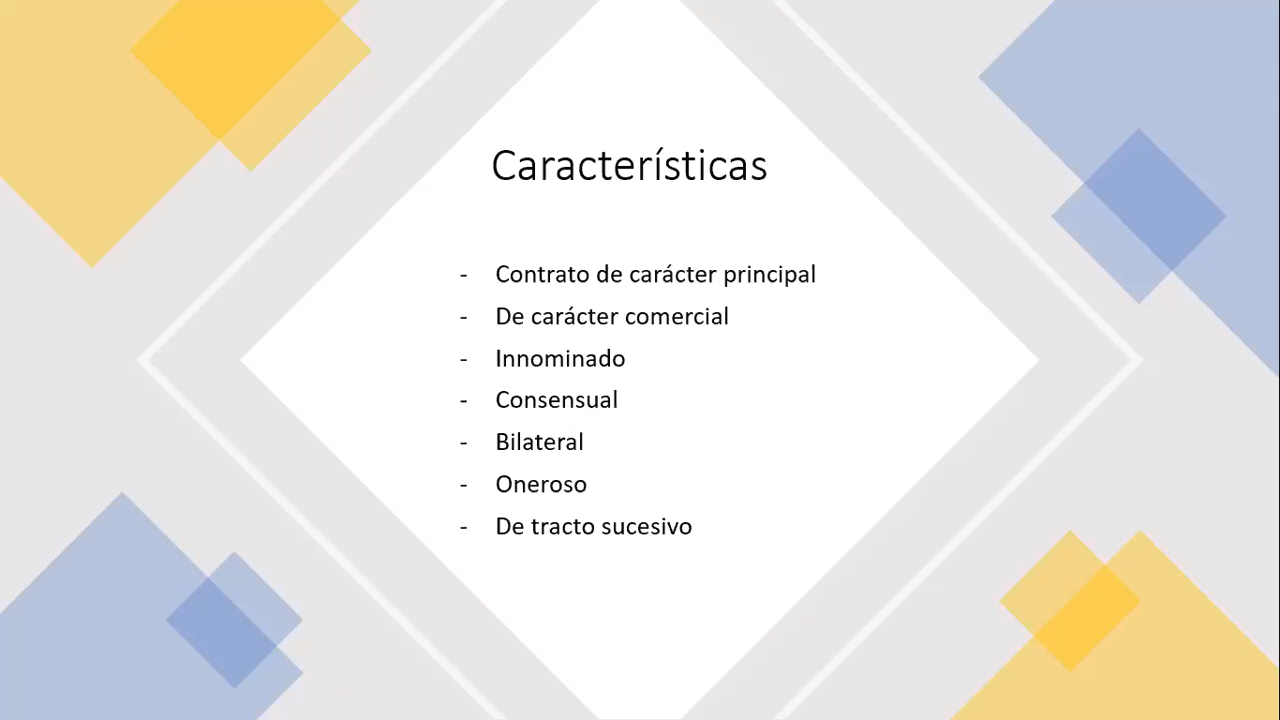 Características
- Contrato de carácter principal
- De carácter comercial
- Innominado
- Consensual
- Bilateral
- Oneroso
- De tracto sucesivo